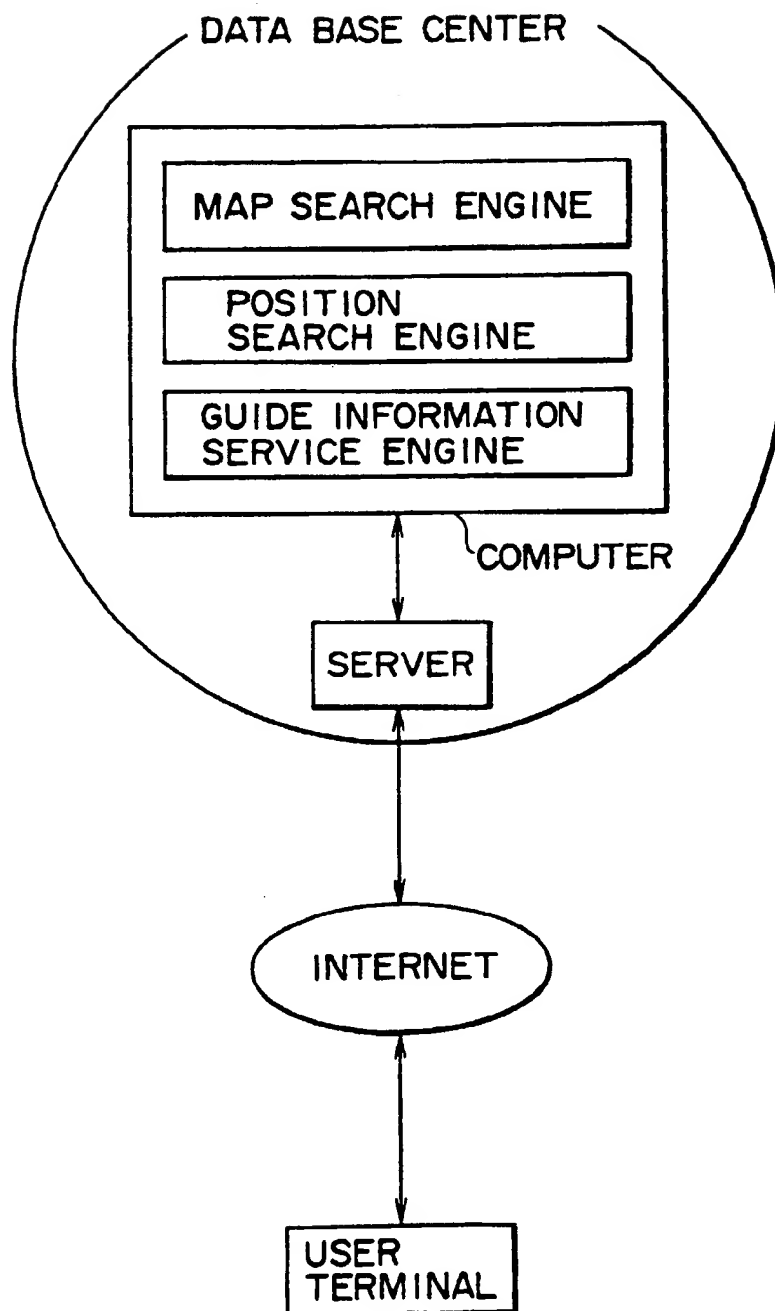 DATA BASE CENTER
MAP SEARCH ENGINE
POSITION
SEARCH ENGINE
GUIDE INFORMATION
SERVICE ENGINE
COMPUTER
SERVER
INTERNET
USER
TERMINAL